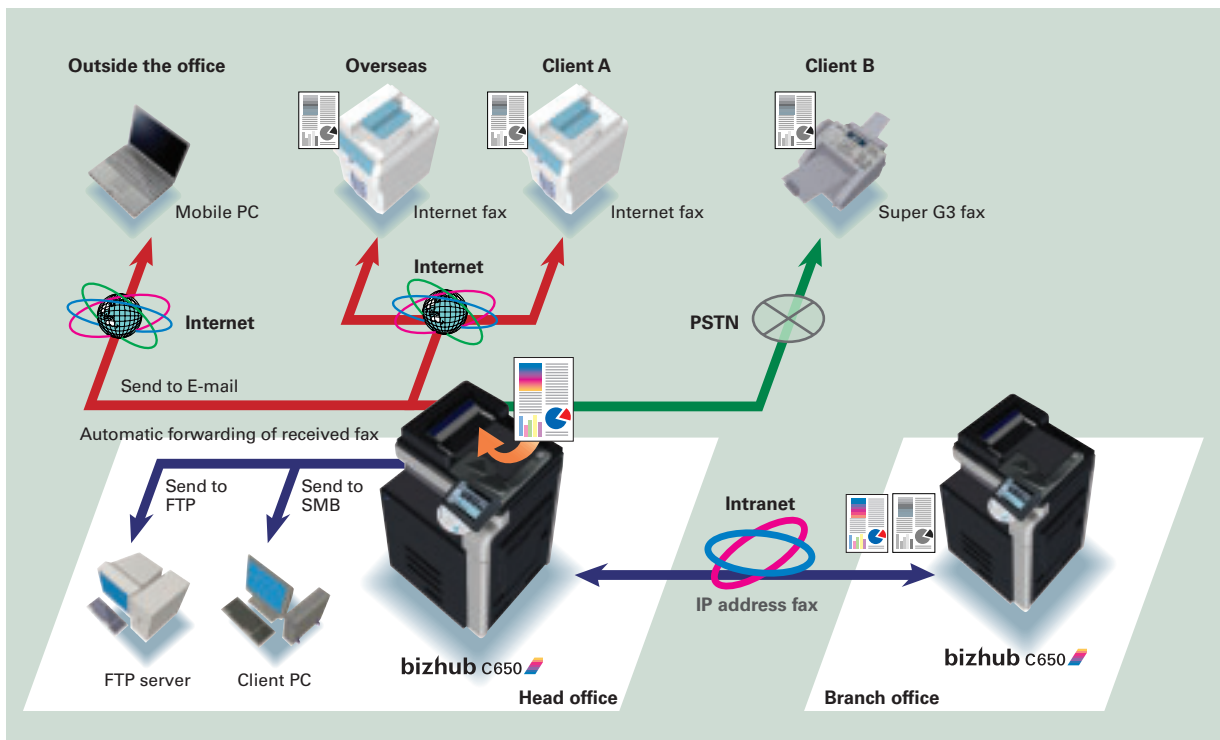 Outside the office
Overseas
Client A
Client B
Mobile PC
Internet fax
Internet fax
Super G3 fax
Internet
Internet
PSTN
Send to E-mail
Automatic forwarding of received fax
Send to
FTP
Send to
SMB
Intranet
IP address fax
FTP server
Client PC
bizhub C650
bizhub C650
Head office
Branch office